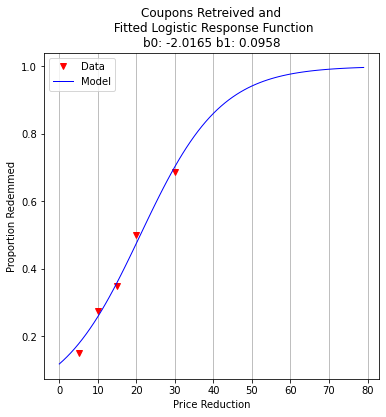 Coupons Retreived and
Fitted Logistic Response Function
b0: -2.0165 b1: 0.0958
Data
Model
1.0
0.8
0.6
0.4
0.2
Proportion Redemmed
0 10 20 30 40 50 60 70 80
Price Reduction